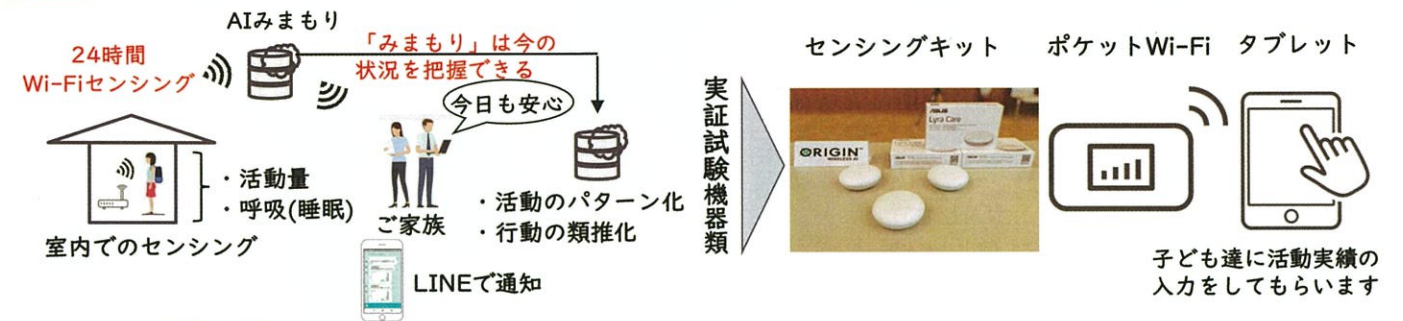 AIみまもり
24時間
Wi-Fiセンシング
「みまもり」は今の
状況を把握できる
今日も安心
・活動量
・呼吸(睡眠)
室内でのセンシング
ご家族
・活動のパターン化
・行動の類推化
LINEで通知
実証試験機器類
センシングキット
ポケットWi-Fi
タブレット
ASUS
Lyra Care
ORIGIN
WIRELESS AI
子ども達に活動実績の
入力をしてもらいます